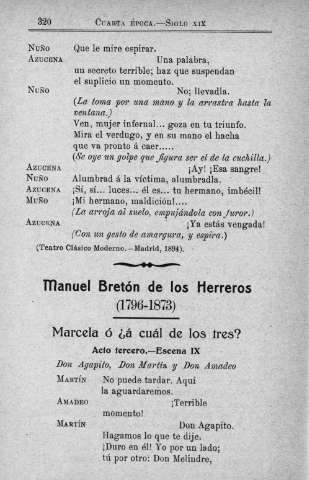 320 CUARTA ÉPOCA.—SIGLO XIX
NUÑO Que le mire espirar.
AZUCENA Una palabra,
un secreto terrible; haz que suspendan
el suplicio un momento.
NUÑO No; llevadla.
(La toma por una mano y la arrastra hasta la
ventana.)
Ven, mujer infernal... goza en tu triunfo.
Mira el verdugo, y en su mano el hacha
que va pronto á caer.....
(Se oye un golpe que figura ser el de la cuchilla.)
AZUCENA ¡Ay! ¡Esa sangre!
NUÑO Alumbrad á la víctima, alumbradla.
AZUCENA ¡Sí, sí... luces... él es... tu hermano, imbécil!
MUÑO ¡Mi hermano, maldición!....
(La arroja al suelo, empujándola con furor.)
AZUCENA ¡Ya estás vengada!
(Con un gesto de amargura, y espira.)
(Teatro Clásico Moderno.—Madrid, 1894).
Manuel Bretón de los Herreros
(1796-1873)
Marcela ó ¿á cuál de los tres?
Acto tercero.—Escena IX
Don Agapito, Don Martín y Don Amadeo
MARTÍN No puede tardar. Aquí
la aguardaremos.
AMADEO ¡Terrible
momento!
MARTÍN Don Agapito.
Hagamos lo que te dije.
¡Duro en él! Yo por un lado;
tú por otro: Don Melindre,